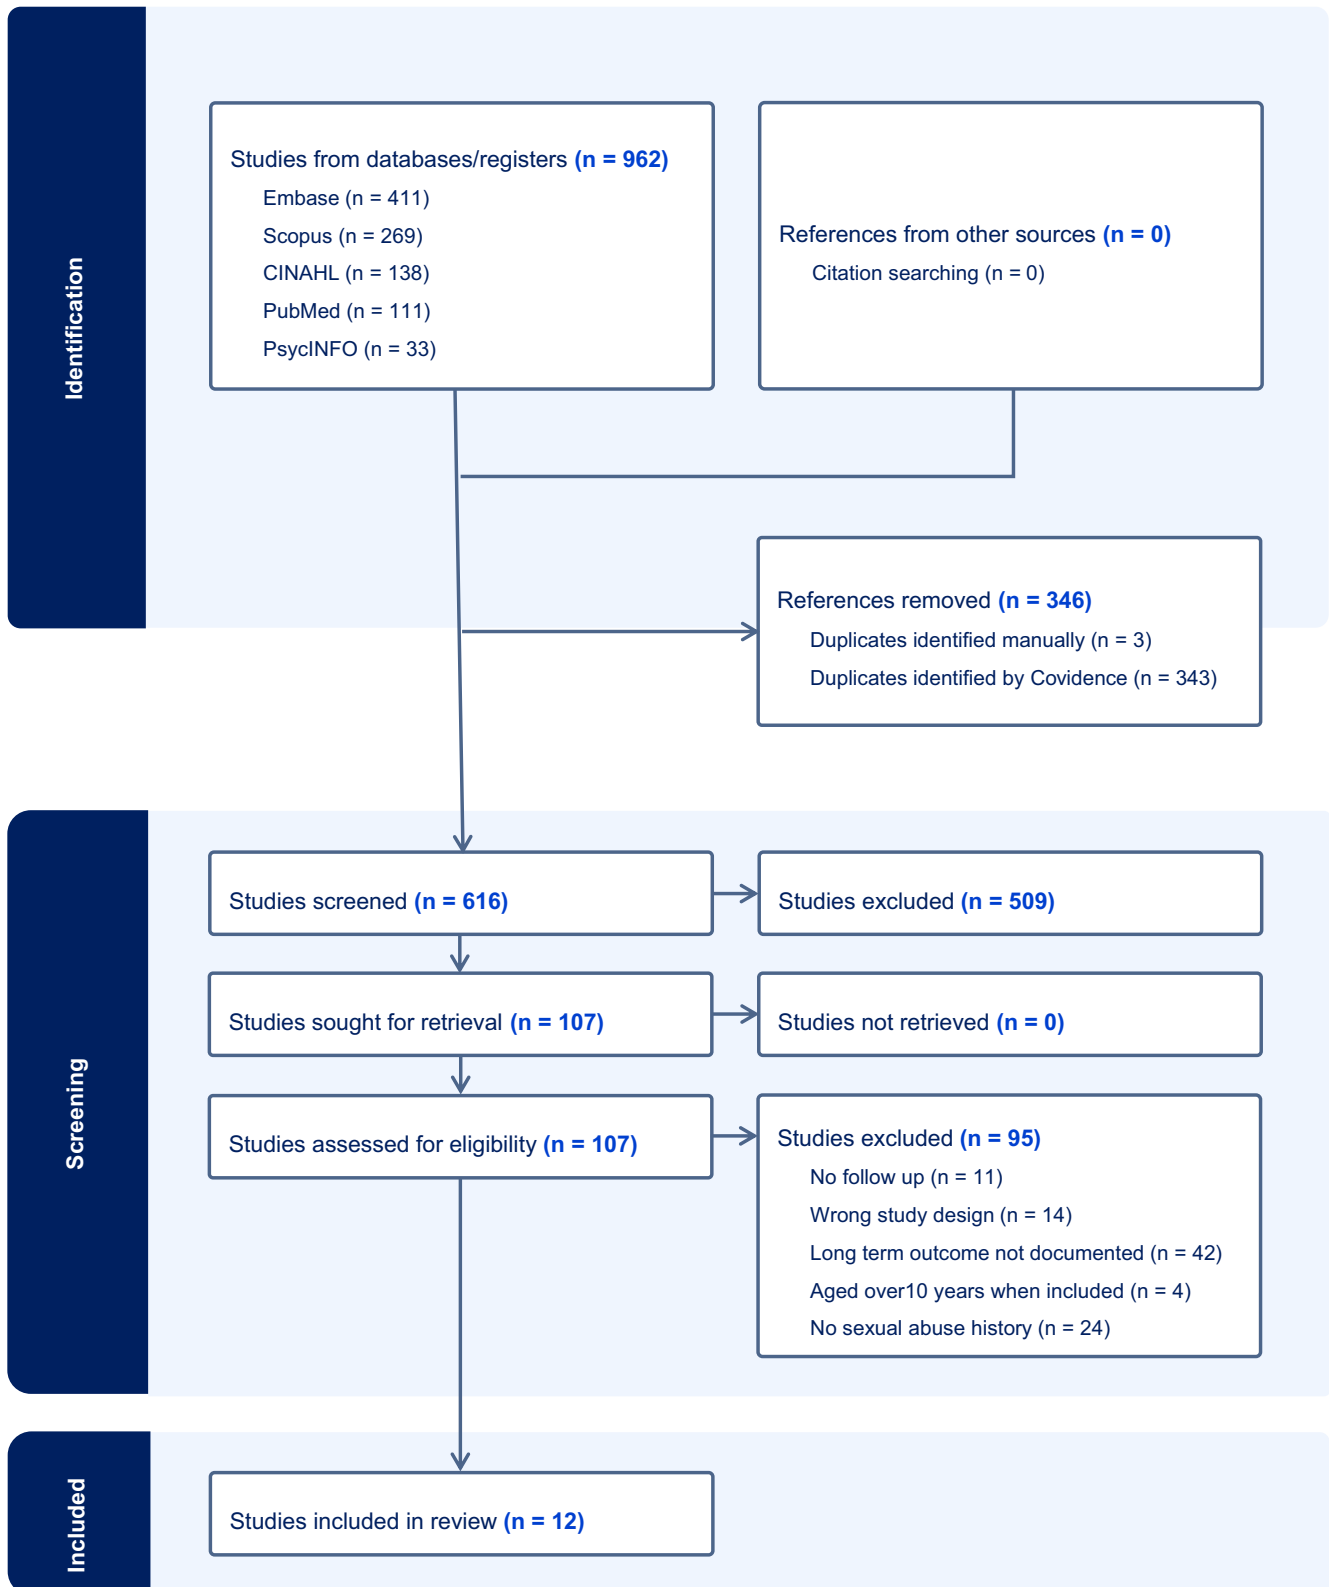 Identification
Studies from databases/registers (n = 962)
Embase (n = 411)
Scopus (n = 269)
CINAHL (n = 138)
PubMed (n = 111)
PsycINFO (n = 33)
References from other sources (n = 0)
Citation searching (n = 0)
References removed (n = 346)
Duplicates identified manually (n = 3)
Duplicates identified by Covidence (n = 343)
Screening
Studies screened (n = 616)
Studies excluded (n = 509)
Studies sought for retrieval (n = 107)
Studies not retrieved (n = 0)
Studies assessed for eligibility (n = 107)
Studies excluded (n = 95)
No follow up (n = 11)
Wrong study design (n = 14)
Long term outcome not documented (n = 42)
Aged over10 years when included (n = 4)
No sexual abuse history (n = 24)
Included
Studies included in review (n = 12)